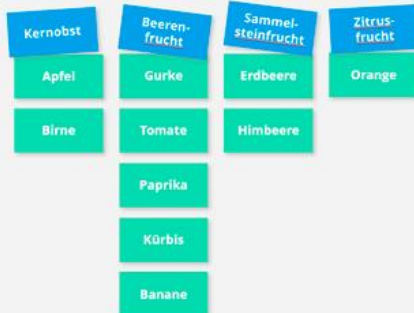 Kernobst
Beeren-
frucht
Sammel-
steinfrucht
Zitrus-
frucht
Apfel
Gurke
Erdbeere
Orange
Birne
Tomate
Himbeere
Paprika
Kürbis
Banane